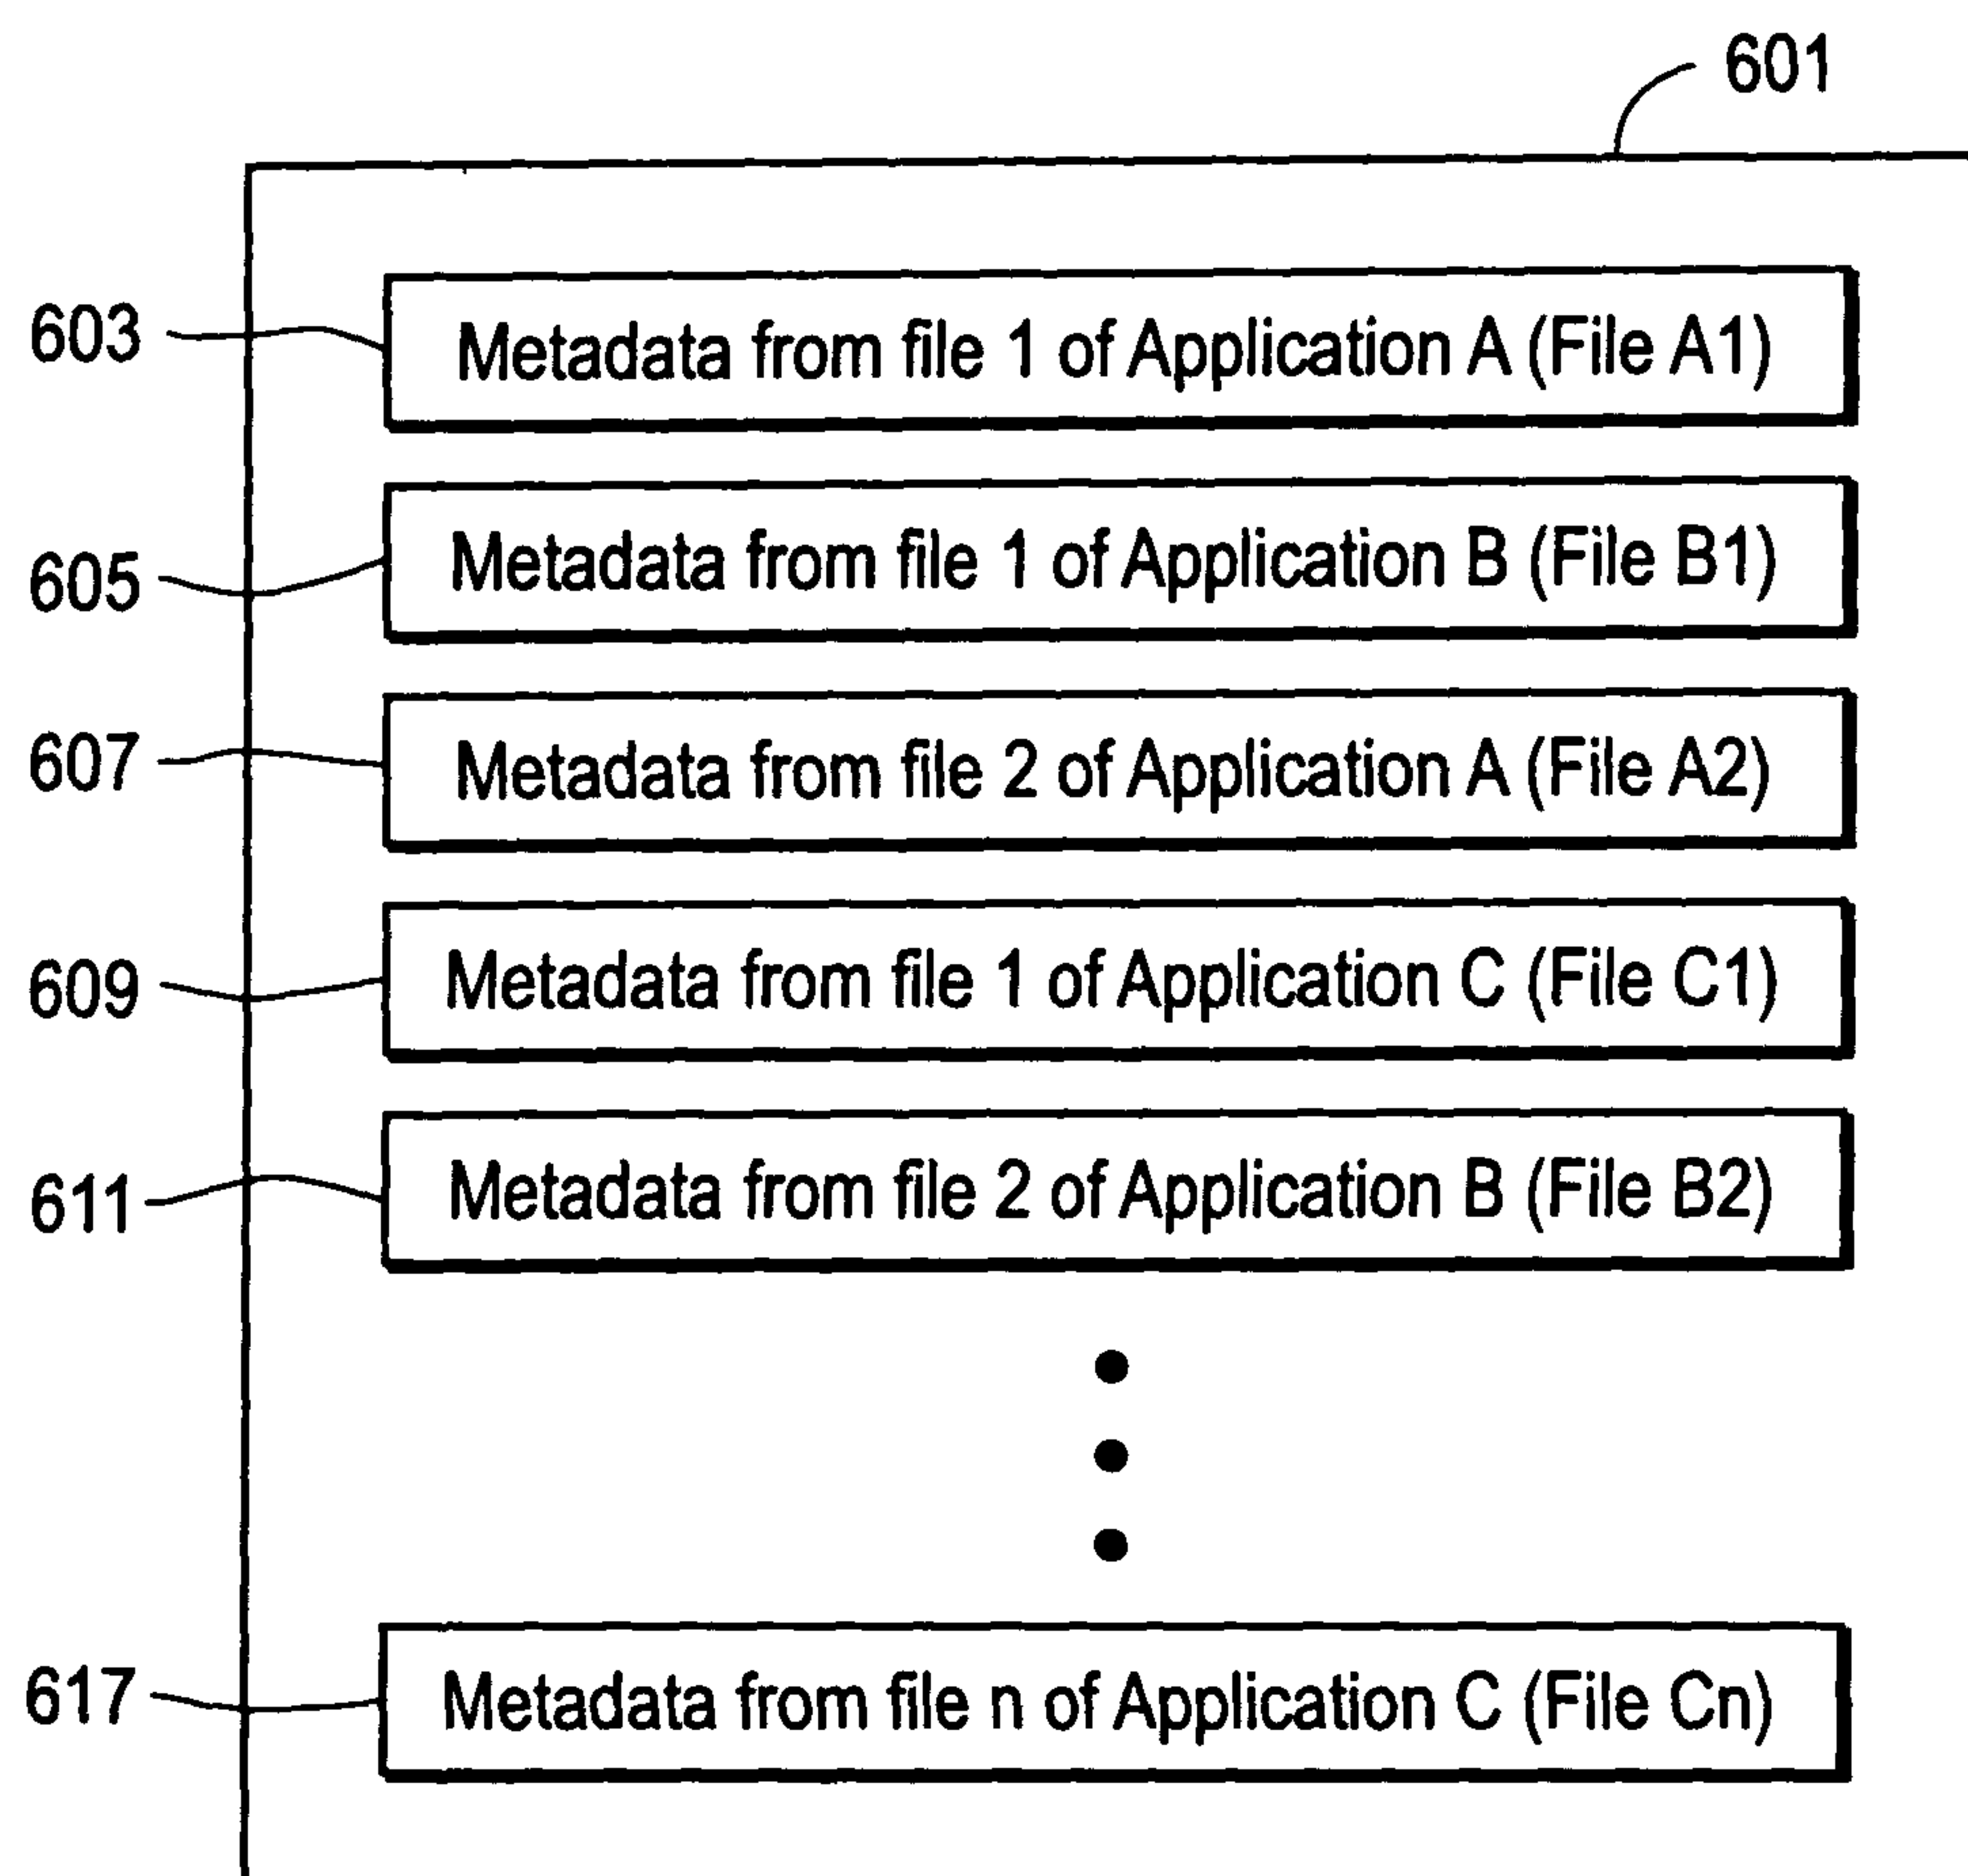 601
603 Metadata from file 1 of Application A (File A1)
605 Metadata from file 1 of Application B (File B1)
607 Metadata from file 2 of Application A (File A2)
609 Metadata from file 1 of Application C (File C1)
611 Metadata from file 2 of Application B (File B2)
617 Metadata from file n of Application C (File Cn)